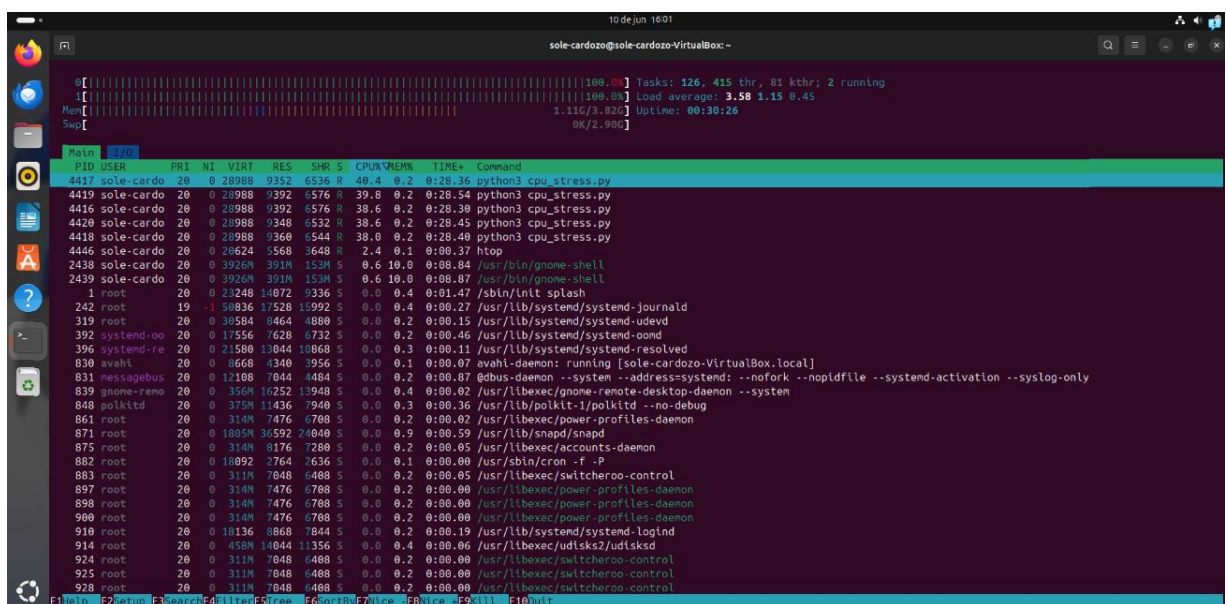 10 de jun 16:01
sole-cardozo@sole-cardozo-VirtualBox: ~
0[||||||||||||||||||||||||||||||||||||||||||||||||||||||||||||||||||||100.0%] Tasks: 126, 415 thr, 81 kthr; 2 running
1[||||||||||||||||||||||||||||||||||||||||||||||||||||||||||||||||||||100.0%] Load average: 3.58 1.15 0.45
Mem[|||||||||||||||||||||||||||||||||||||||||||||||||| 1.11G/3.82G] Uptime: 00:30:26
Swp[ 0K/2.90G]
Main I/O
PID USER PRI NI VIRT RES SHR S CPU%▽MEM% TIME+ Command
4417 sole-cardo 20 0 28988 9352 6536 R 40.4 0.2 0:28.36 python3 cpu_stress.py
4419 sole-cardo 20 0 28988 9392 6576 R 39.8 0.2 0:28.54 python3 cpu_stress.py
4416 sole-cardo 20 0 28988 9392 6576 R 38.6 0.2 0:28.30 python3 cpu_stress.py
4420 sole-cardo 20 0 28988 9348 6532 R 38.6 0.2 0:28.45 python3 cpu_stress.py
4418 sole-cardo 20 0 28988 9360 6544 R 38.0 0.2 0:28.40 python3 cpu_stress.py
4446 sole-cardo 20 0 20624 5568 3648 R 2.4 0.1 0:00.37 htop
2438 sole-cardo 20 0 3926M 391M 153M S 0.6 10.0 0:08.84 /usr/bin/gnome-shell
2439 sole-cardo 20 0 3926M 391M 153M S 0.6 10.0 0:08.87 /usr/bin/gnome-shell
1 root 20 0 23248 14072 9336 S 0.0 0.4 0:01.47 /sbin/init splash
242 root 19 -1 50836 17528 15992 S 0.0 0.4 0:00.27 /usr/lib/systemd/systemd-journald
319 root 20 0 30584 8464 4880 S 0.0 0.2 0:00.15 /usr/lib/systemd/systemd-udevd
392 systemd-oo 20 0 17556 7628 6732 S 0.0 0.2 0:00.46 /usr/lib/systemd/systemd-oomd
396 systemd-re 20 0 21580 13044 10868 S 0.0 0.3 0:00.11 /usr/lib/systemd/systemd-resolved
830 avahi 20 0 8668 4340 3956 S 0.0 0.1 0:00.07 avahi-daemon: running [sole-cardozo-VirtualBox.local]
831 messagebus 20 0 12108 7044 4484 S 0.0 0.2 0:00.87 @dbus-daemon --system --address=systemd: --nofork --nopidfile --systemd-activation --syslog-only
839 gnome-remo 20 0 356M 16252 13948 S 0.0 0.4 0:00.02 /usr/libexec/gnome-remote-desktop-daemon --system
848 polkitd 20 0 375M 11436 7940 S 0.0 0.3 0:00.36 /usr/lib/polkit-1/polkitd --no-debug
861 root 20 0 314M 7476 6708 S 0.0 0.2 0:00.02 /usr/libexec/power-profiles-daemon
871 root 20 0 1805M 36592 24040 S 0.0 0.9 0:00.59 /usr/lib/snapd/snapd
875 root 20 0 314M 8176 7280 S 0.0 0.2 0:00.05 /usr/libexec/accounts-daemon
882 root 20 0 18092 2764 2636 S 0.0 0.1 0:00.00 /usr/sbin/cron -f -P
883 root 20 0 311M 7048 6408 S 0.0 0.2 0:00.05 /usr/libexec/switcheroo-control
897 root 20 0 314M 7476 6708 S 0.0 0.2 0:00.00 /usr/libexec/power-profiles-daemon
898 root 20 0 314M 7476 6708 S 0.0 0.2 0:00.00 /usr/libexec/power-profiles-daemon
900 root 20 0 314M 7476 6708 S 0.0 0.2 0:00.00 /usr/libexec/power-profiles-daemon
910 root 20 0 18136 8868 7844 S 0.0 0.2 0:00.19 /usr/lib/systemd/systemd-logind
914 root 20 0 458M 14044 11356 S 0.0 0.4 0:00.06 /usr/libexec/udisks2/udisksd
924 root 20 0 311M 7048 6408 S 0.0 0.2 0:00.00 /usr/libexec/switcheroo-control
925 root 20 0 311M 7048 6408 S 0.0 0.2 0:00.00 /usr/libexec/switcheroo-control
928 root 20 0 311M 7048 6408 S 0.0 0.2 0:00.00 /usr/libexec/switcheroo-control
F1Help F2Setup F3SearchF4FilterF5Tree F6SortByF7Nice -F8Nice +F9Kill F10Quit